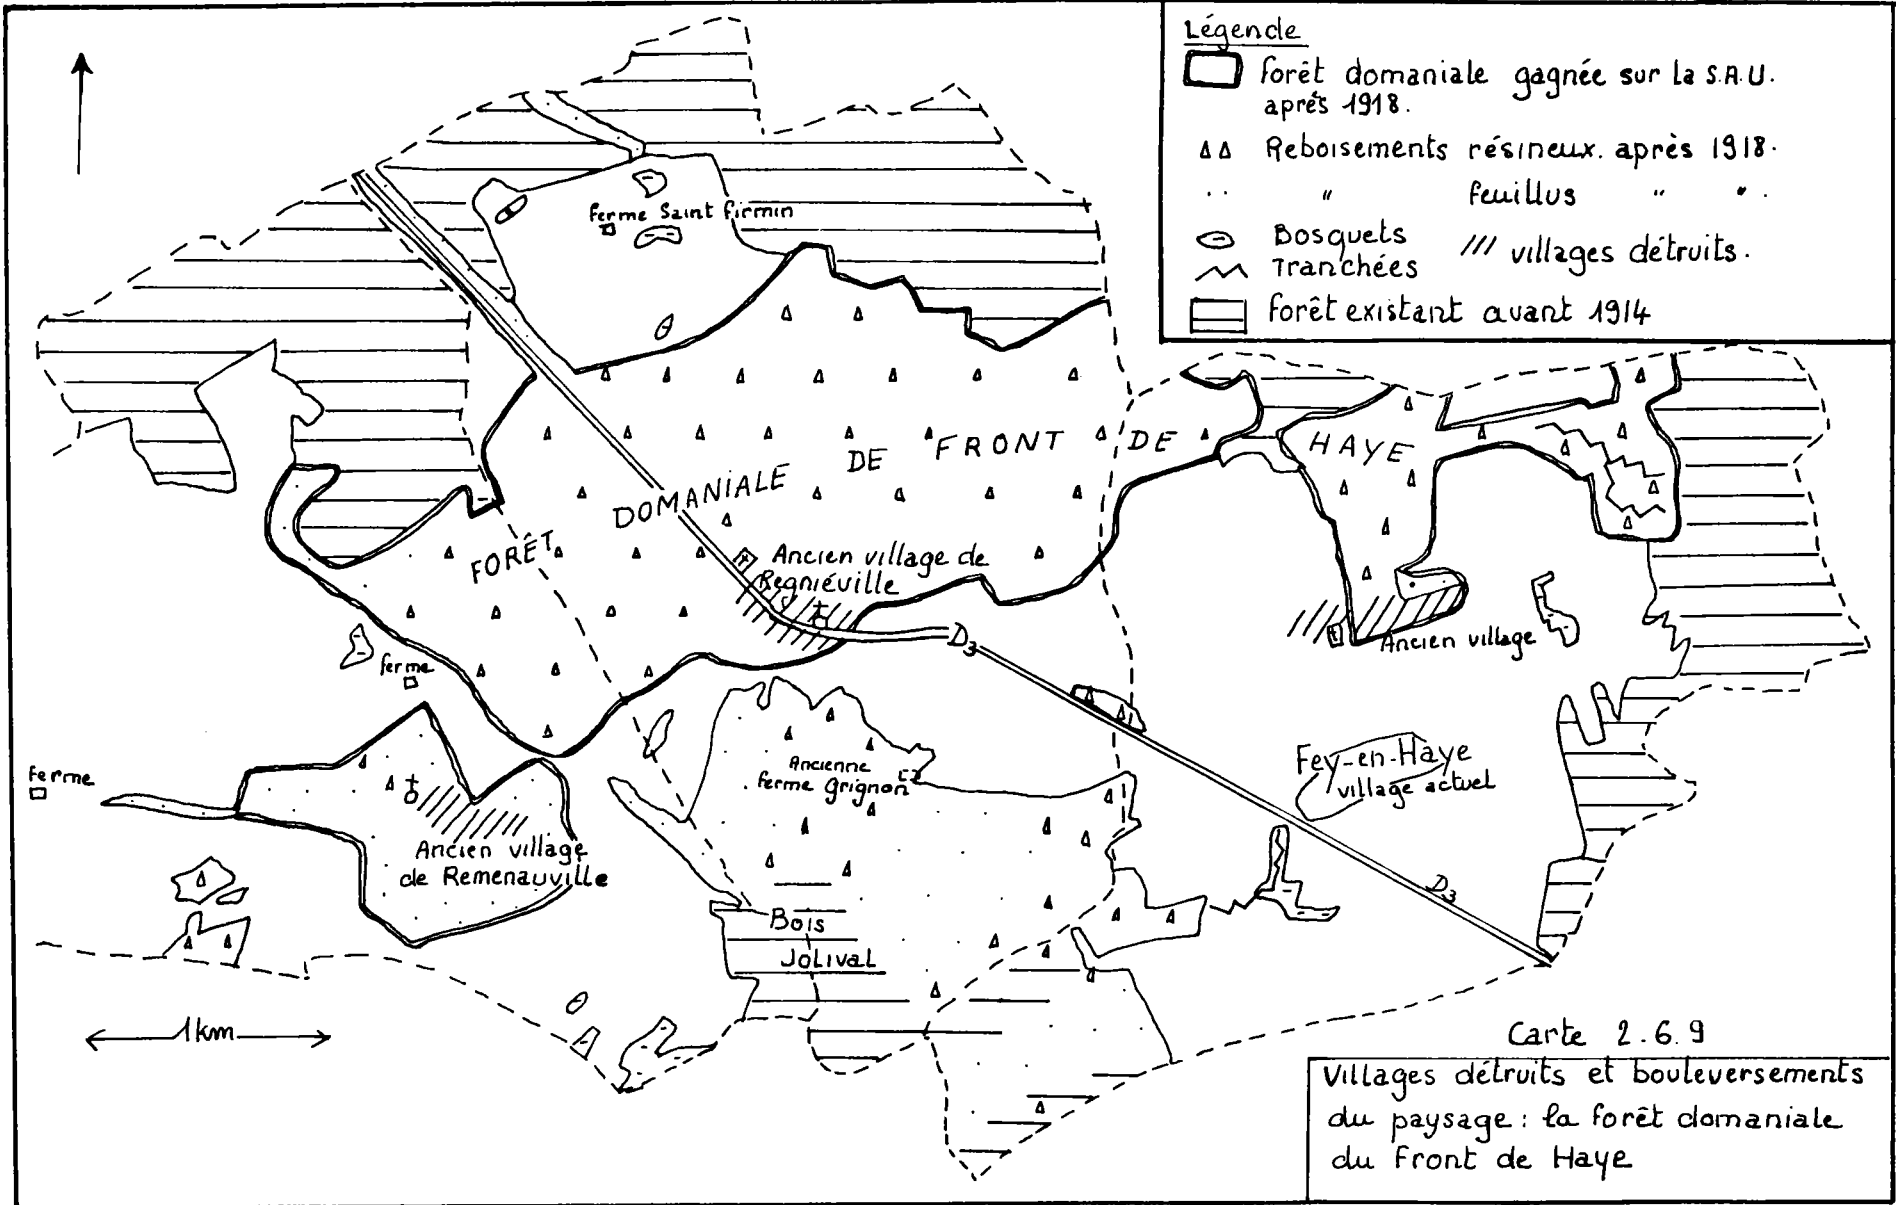 Légende
forêt domaniale gagnée sur la S.A.U.
après 1918.
Reboisements résineux. après 1918.
" feuillus " " .
Bosquets
/// villages détruits.
Tranchées
forêt existant avant 1914
ferme Saint firmin
FORÊT DOMANIALE DE FRONT DE HAYE
Ancien village de
Regniéville
D3
Ancien village
ferme
ferme
Ancien village
de Remenauville
Ancienne
ferme Grignon
Fey-en-Haye
village actuel
D3
Bois
Jolival
1km
Carte 2.6.9
Villages détruits et bouleversements
du paysage : la forêt domaniale
du Front de Haye